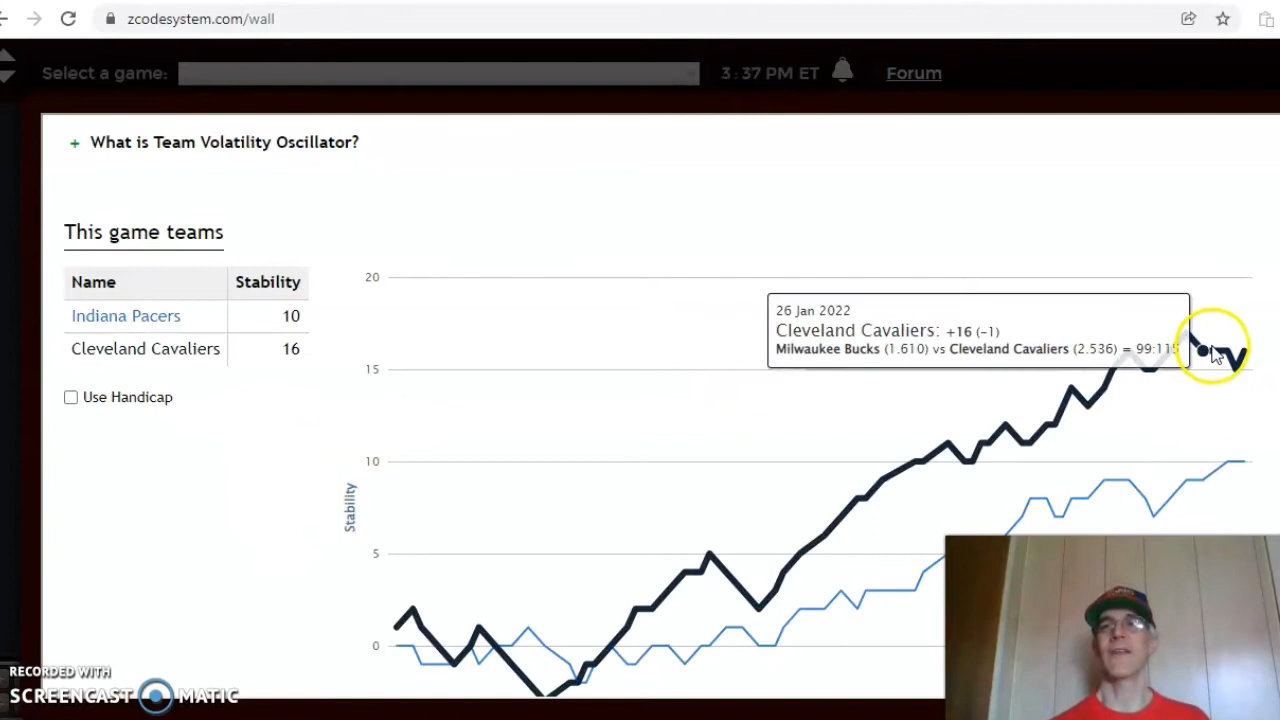 zcodesystem.com/wall
Select a game:
3:37 PM ET
Forum
+ What is Team Volatility Oscillator?
This game teams
Name Stability
Indiana Pacers 10
Cleveland Cavaliers 16
Use Handicap
20
15
10
5
0
Stability
26 Jan 2022
Cleveland Cavaliers: +16 (-1)
Milwaukee Bucks (1.610) vs Cleveland Cavaliers (2.536) = 99:115
RECORDED WITH
SCREENCAST MATIC